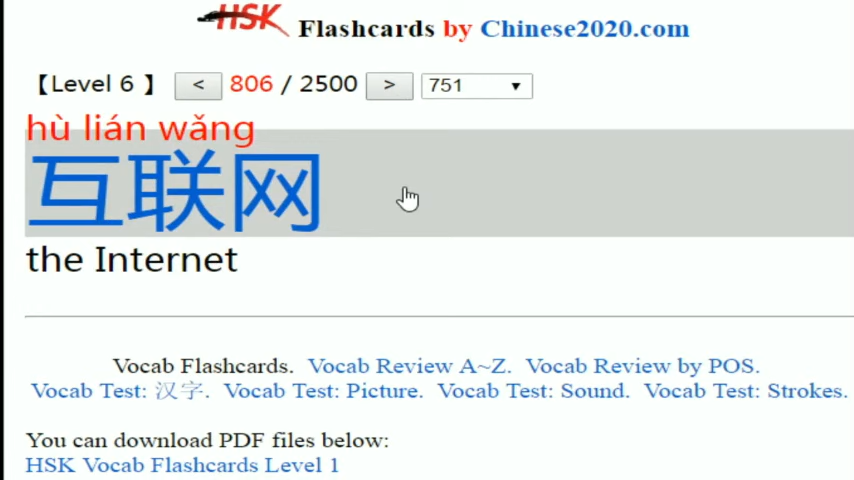 HSK Flashcards by Chinese2020.com
【Level 6 】 < 806 / 2500 > 751
hù lián wǎng
互联网
the Internet
Vocab Flashcards. Vocab Review A~Z. Vocab Review by POS.
Vocab Test: 汉字. Vocab Test: Picture. Vocab Test: Sound. Vocab Test: Strokes.
You can download PDF files below:
HSK Vocab Flashcards Level 1